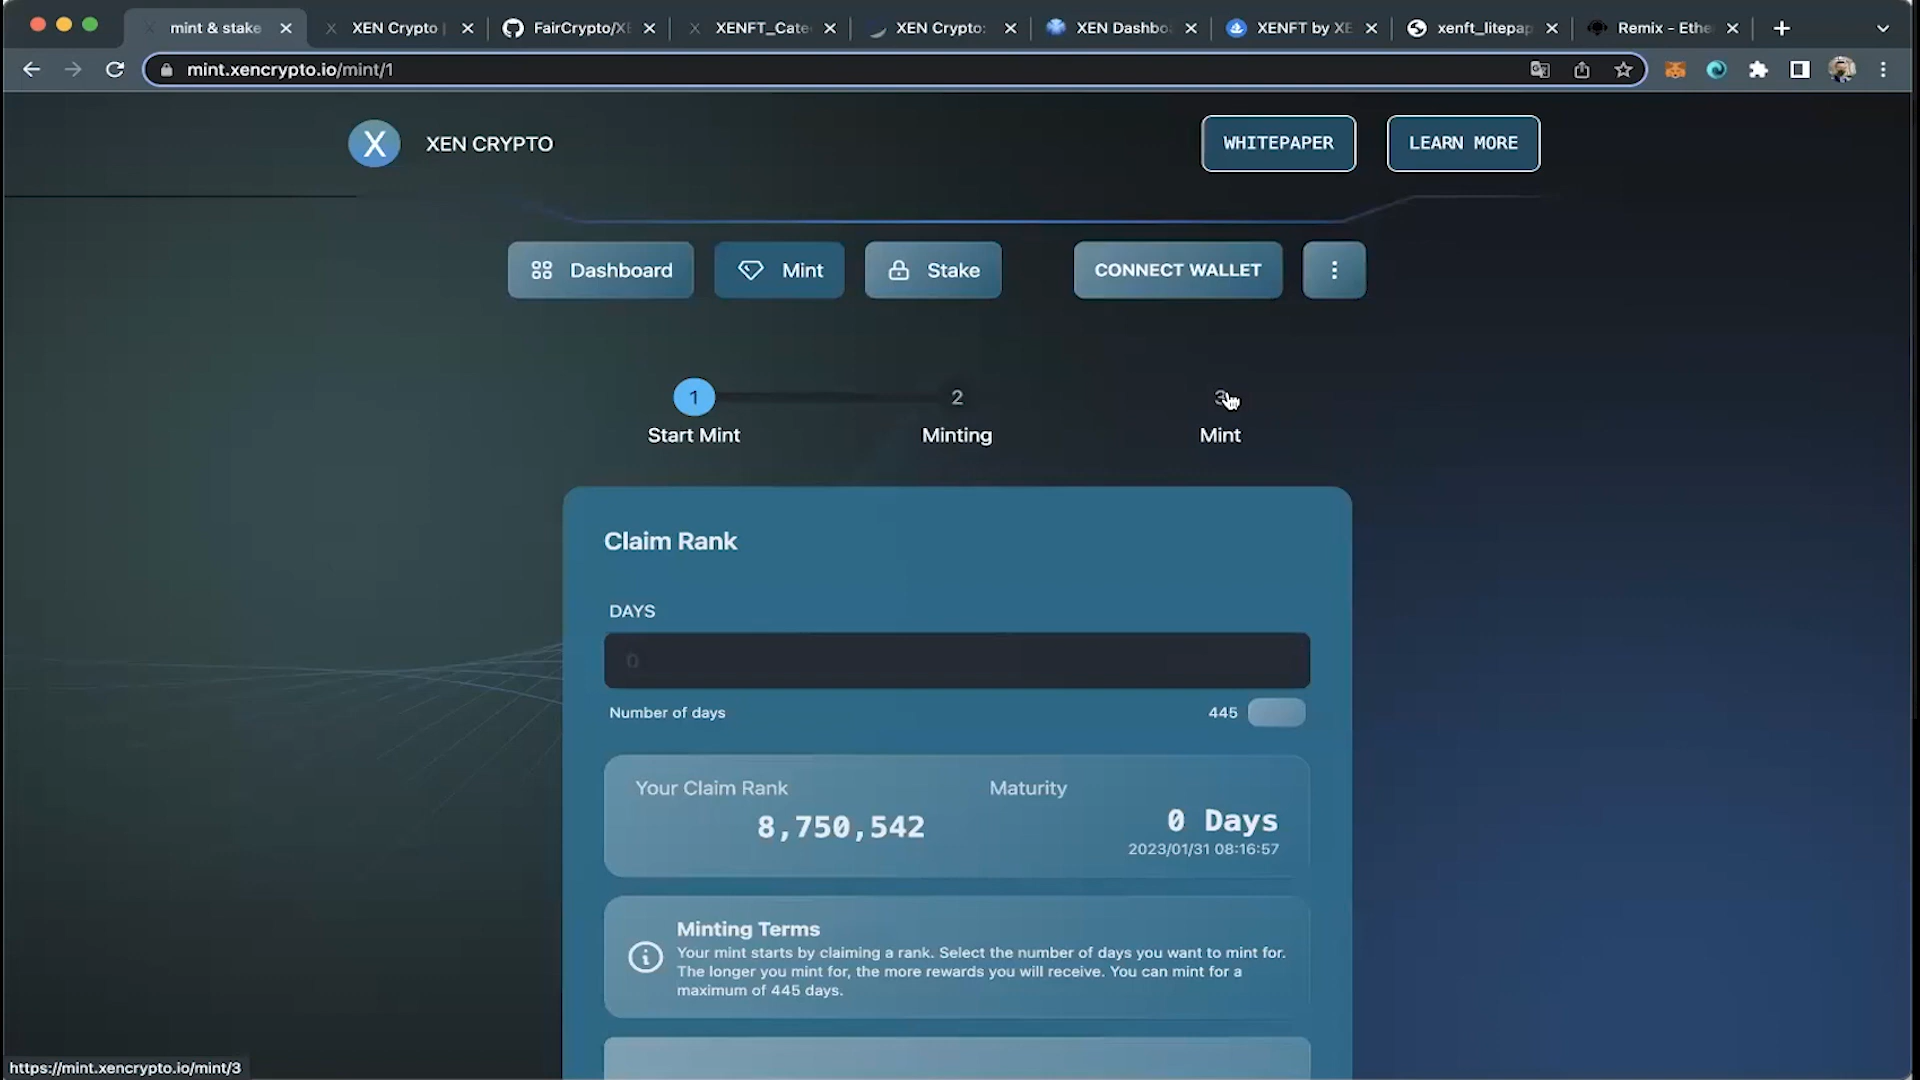 mint & stake
XEN Crypto |
FairCrypto/XE
XENFT_Cate
XEN Crypto:
XEN Dashbo
XENFT by XE
xenft_litepap
Remix - Ethe
mint.xencrypto.io/mint/1
X XEN CRYPTO
WHITEPAPER
LEARN MORE
Dashboard
Mint
Stake
CONNECT WALLET
1
2
3
Start Mint
Minting
Mint
Claim Rank
DAYS
0
Number of days
445
Your Claim Rank
Maturity
8,750,542
0 Days
2023/01/31 08:16:57
Minting Terms
Your mint starts by claiming a rank. Select the number of days you want to mint for.
The longer you mint for, the more rewards you will receive. You can mint for a
maximum of 445 days.
https://mint.xencrypto.io/mint/3